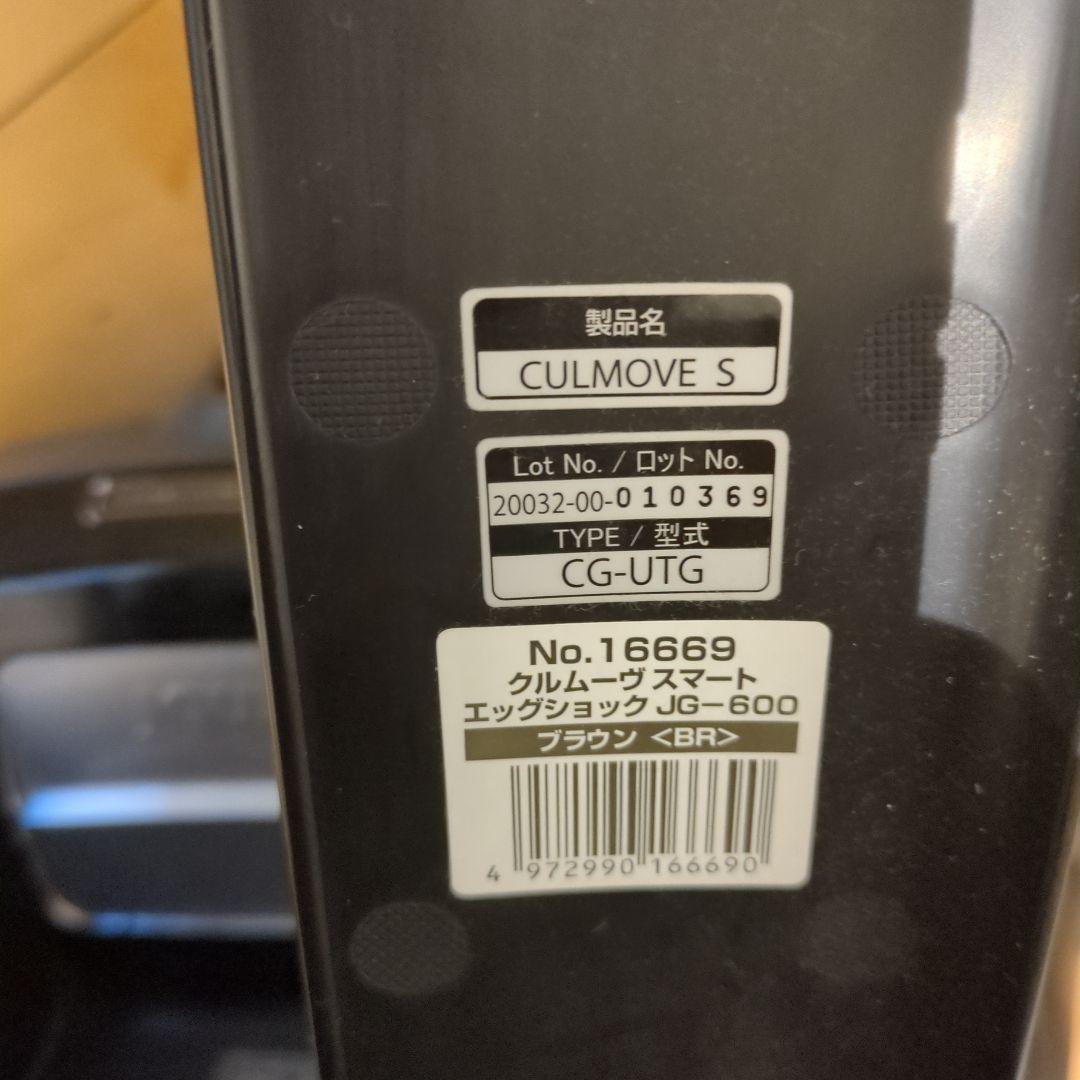 製品名
CULMOVE S
Lot No. / ロット No.
20032-00-010369
TYPE / 型式
CG-UTG
No.16669
クルムーヴ スマート
エッグショック JG-600
ブラウン <BR>
4 972990 166690